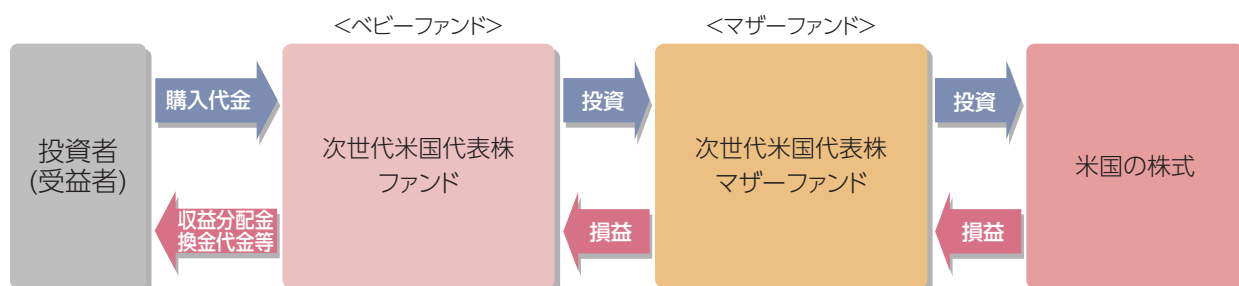 <ベビーファンド>
<マザーファンド>
購入代金
投資
投資
投資者
(受益者)
次世代米国代表株
ファンド
次世代米国代表株
マザーファンド
米国の株式
収益分配金
換金代金等
損益
損益